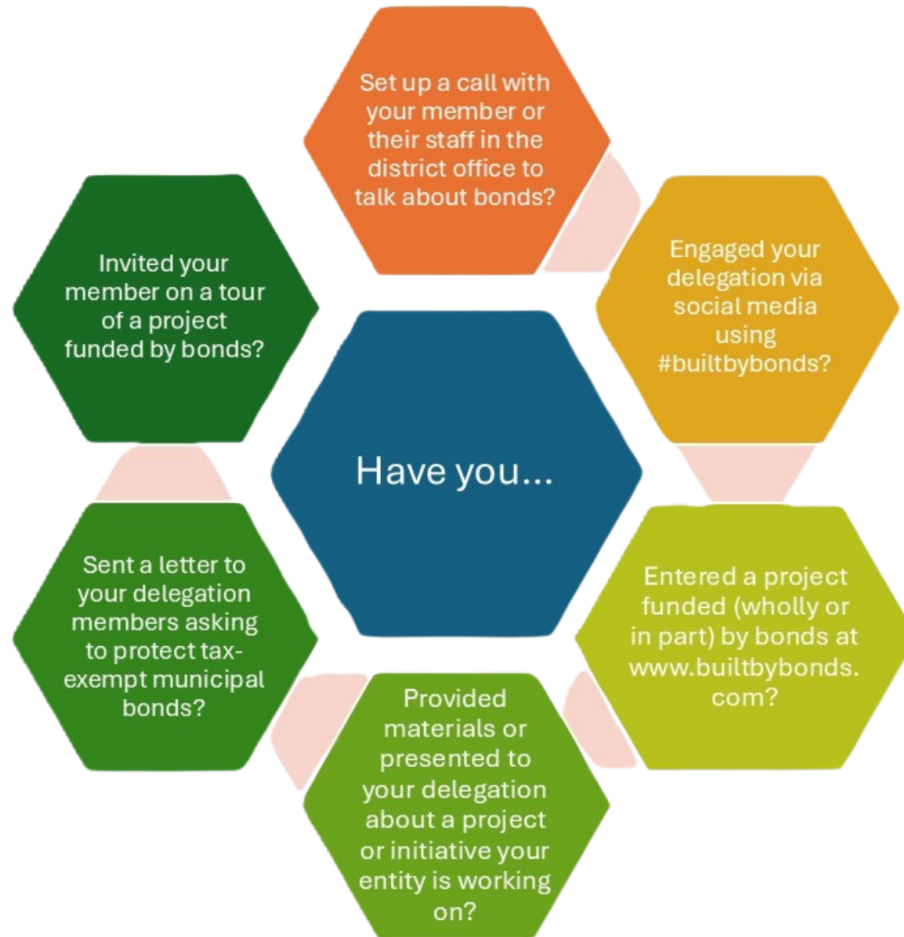 Have you...
Set up a call with
your member or
their staff in the
district office to
talk about bonds?
Engaged your
delegation via
social media
using
#builtbybonds?
Entered a project
funded (wholly or
in part) by bonds at
www.builtbybonds.
com?
Provided
materials or
presented to
your delegation
about a project
or initiative your
entity is working
on?
Sent a letter to
your delegation
members asking
to protect tax-
exempt municipal
bonds?
Invited your
member on a tour
of a project
funded by bonds?